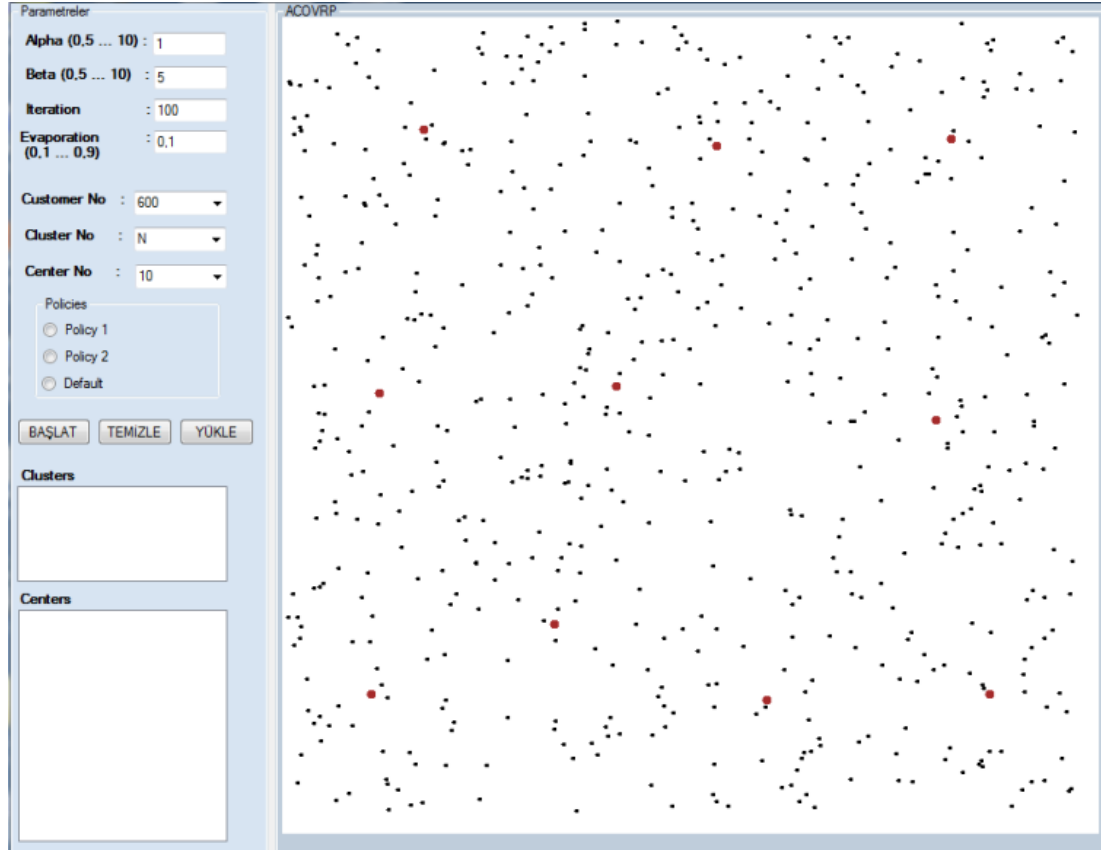 Parametreler
ACOVRP
Alpha (0,5 ... 10) : 1
Beta (0,5 ... 10) : 5
Iteration : 100
Evaporation : 0,1
(0,1 ... 0,9)
Customer No : 600
Cluster No : N
Center No : 10
Policies
Policy 1
Policy 2
Default
BAŞLAT TEMİZLE YÜKLE
Clusters
Centers